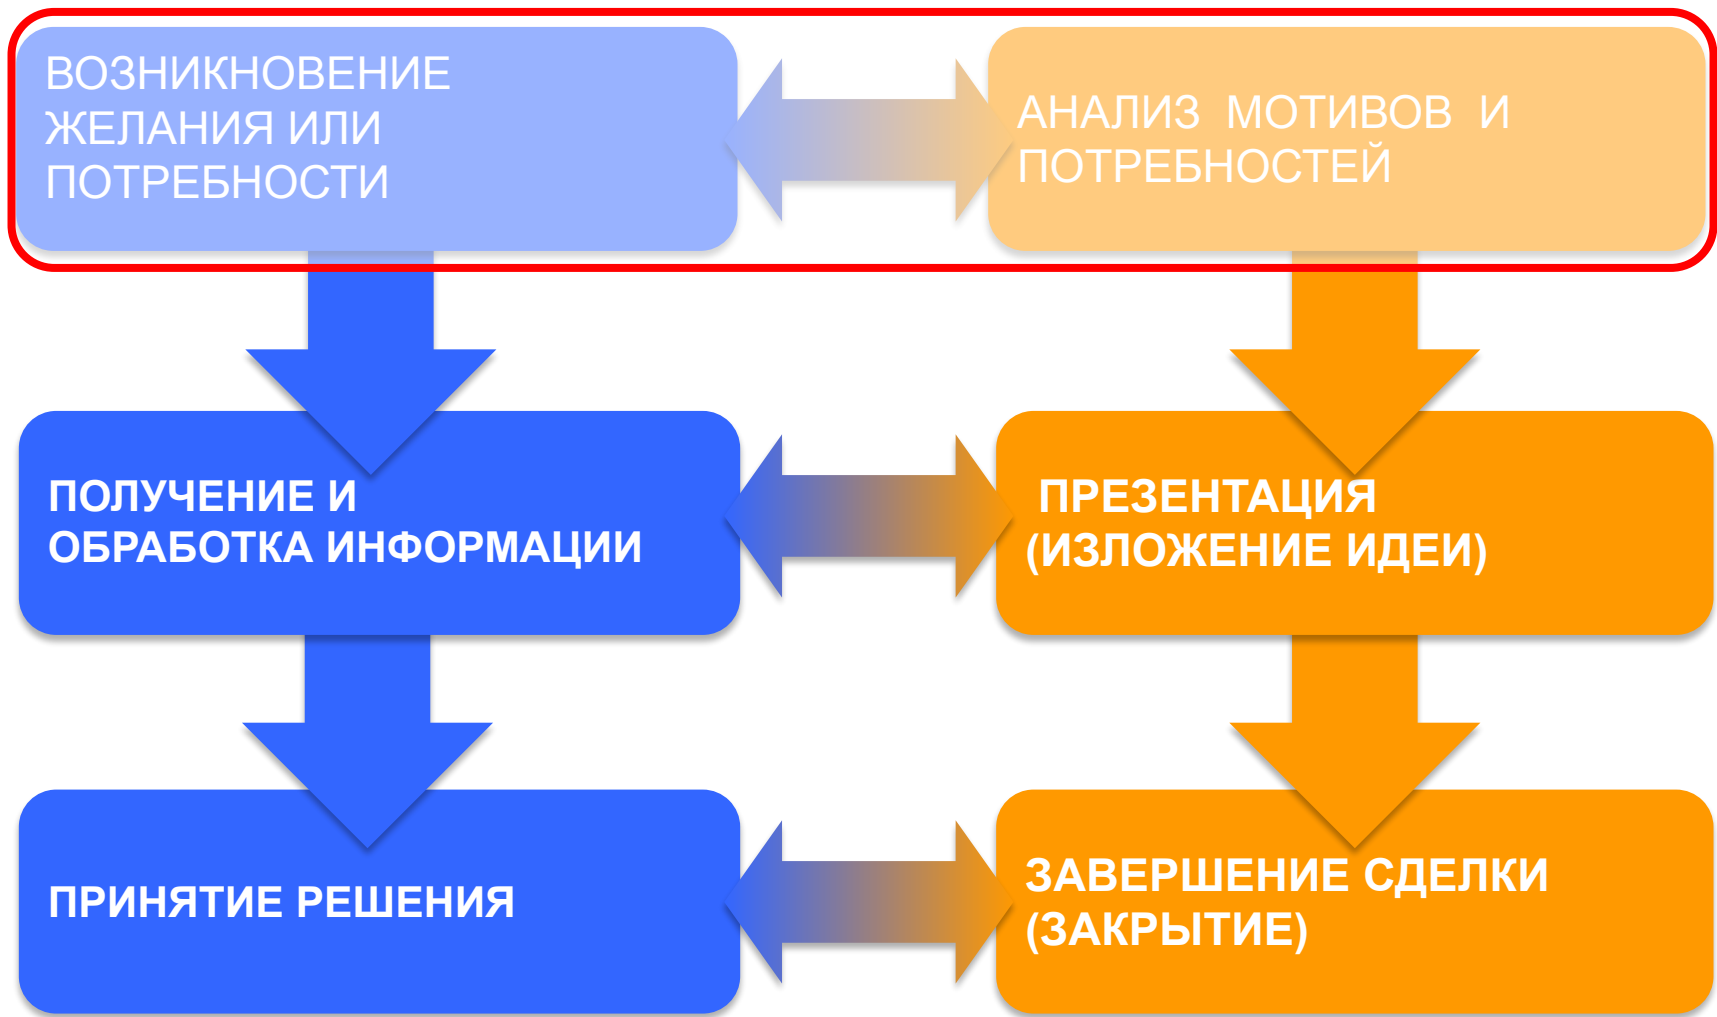 ВОЗНИКНОВЕНИЕ
ЖЕЛАНИЯ ИЛИ
ПОТРЕБНОСТИ
АНАЛИЗ МОТИВОВ И
ПОТРЕБНОСТЕЙ
ПОЛУЧЕНИЕ И
ОБРАБОТКА ИНФОРМАЦИИ
ПРЕЗЕНТАЦИЯ
(ИЗЛОЖЕНИЕ ИДЕИ)
ПРИНЯТИЕ РЕШЕНИЯ
ЗАВЕРШЕНИЕ СДЕЛКИ
(ЗАКРЫТИЕ)